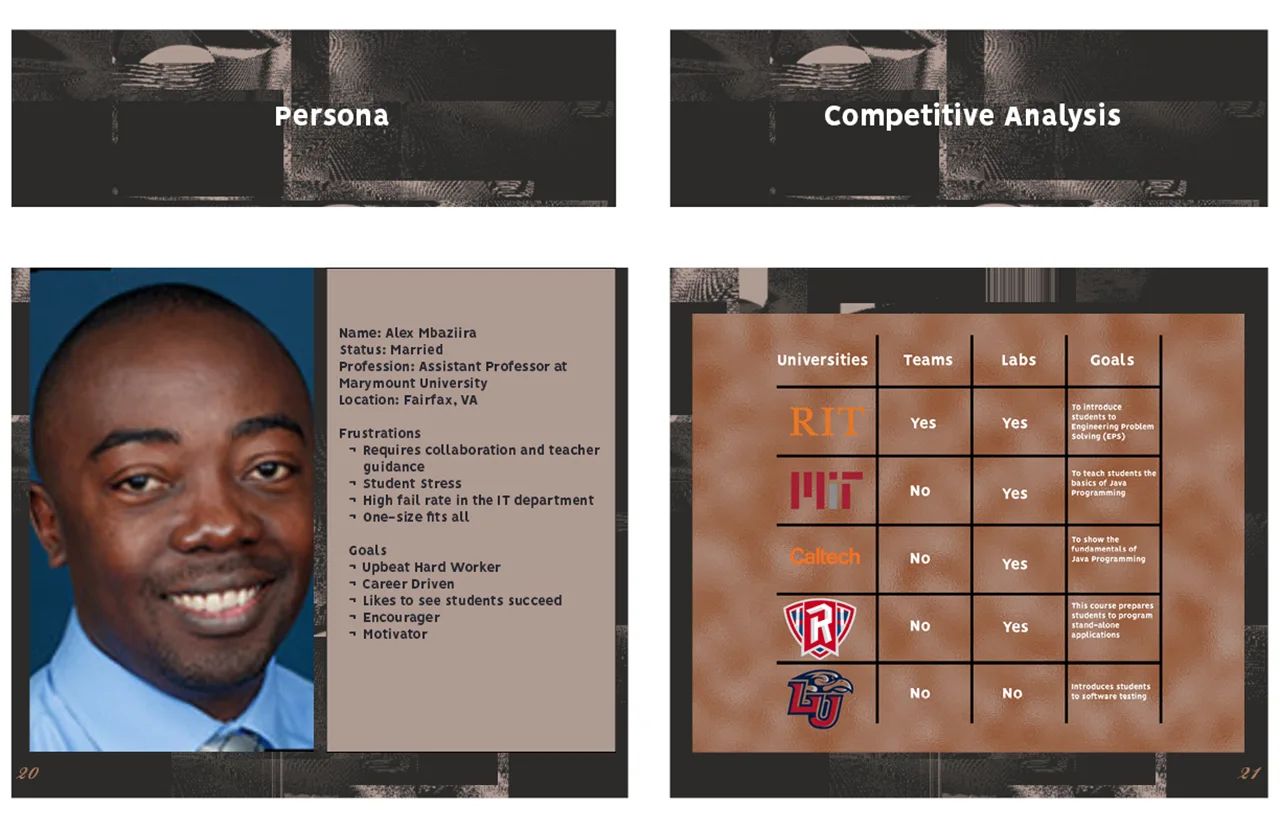 Persona
Name: Alex Mbaziira
Status: Married
Profession: Assistant Professor at
Marymount University
Location: Fairfax, VA
Frustrations
¬ Requires collaboration and teacher
guidance
¬ Student Stress
¬ High fail rate in the IT department
¬ One-size fits all
Goals
¬ Upbeat Hard Worker
¬ Career Driven
¬ Likes to see students succeed
¬ Encourager
¬ Motivator
20
Competitive Analysis
Universities Teams Labs Goals
RIT Yes Yes
To introduce
students to
Engineering Problem
Solving (EPS)
MIT No Yes
To teach students the
basics of Java
Programming
Caltech No Yes
To show the
fundamentals of
Java Programming
R No Yes
This course prepares
students to program
stand-alone
applications
LU No No
Introduces students
to software testing
21